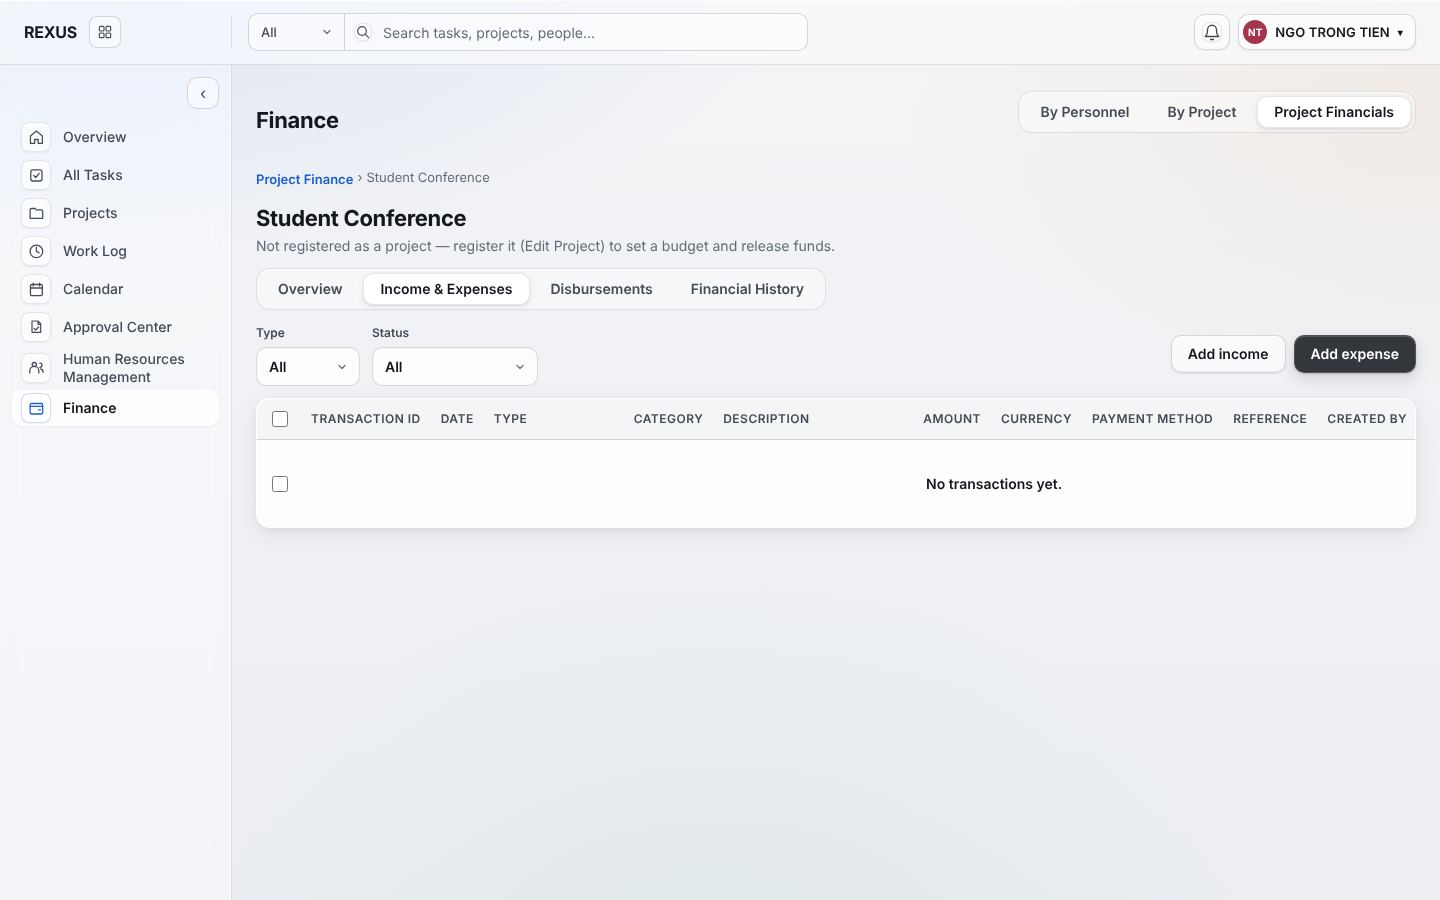 REXUS
All
Search tasks, projects, people...
NT
NGO TRONG TIEN
Overview
All Tasks
Projects
Work Log
Calendar
Approval Center
Human Resources
Management
Finance
Finance
By Personnel
By Project
Project Financials
Project Finance › Student Conference
Student Conference
Not registered as a project — register it (Edit Project) to set a budget and release funds.
Overview
Income & Expenses
Disbursements
Financial History
Type
Status
All
All
Add income
Add expense
TRANSACTION ID DATE TYPE CATEGORY DESCRIPTION AMOUNT CURRENCY PAYMENT METHOD REFERENCE CREATED BY
No transactions yet.